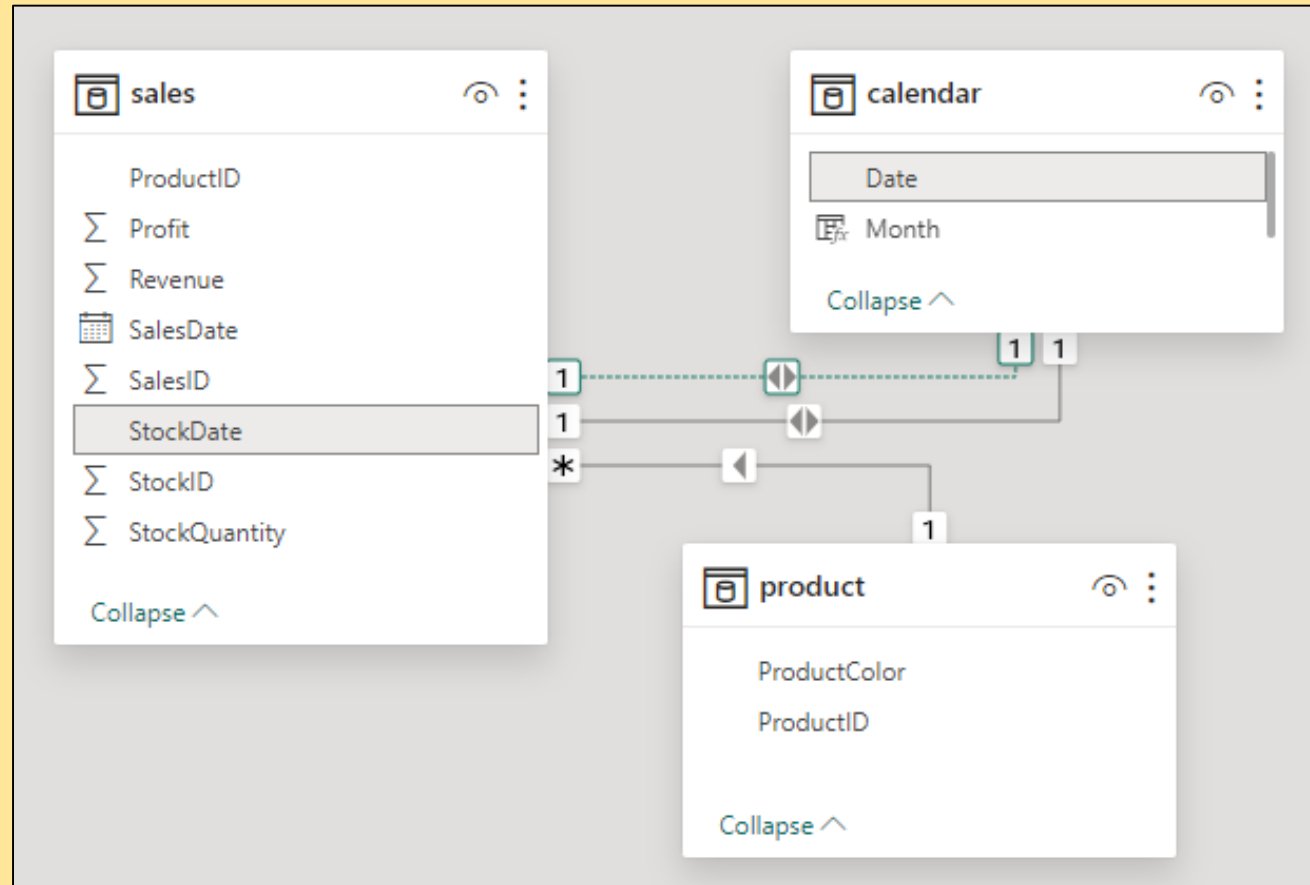 sales
ProductID
Profit
Revenue
SalesDate
SalesID
StockDate
StockID
StockQuantity
Collapse
calendar
Date
Month
Collapse
1
1
1
1
*
1
product
ProductColor
ProductID
Collapse